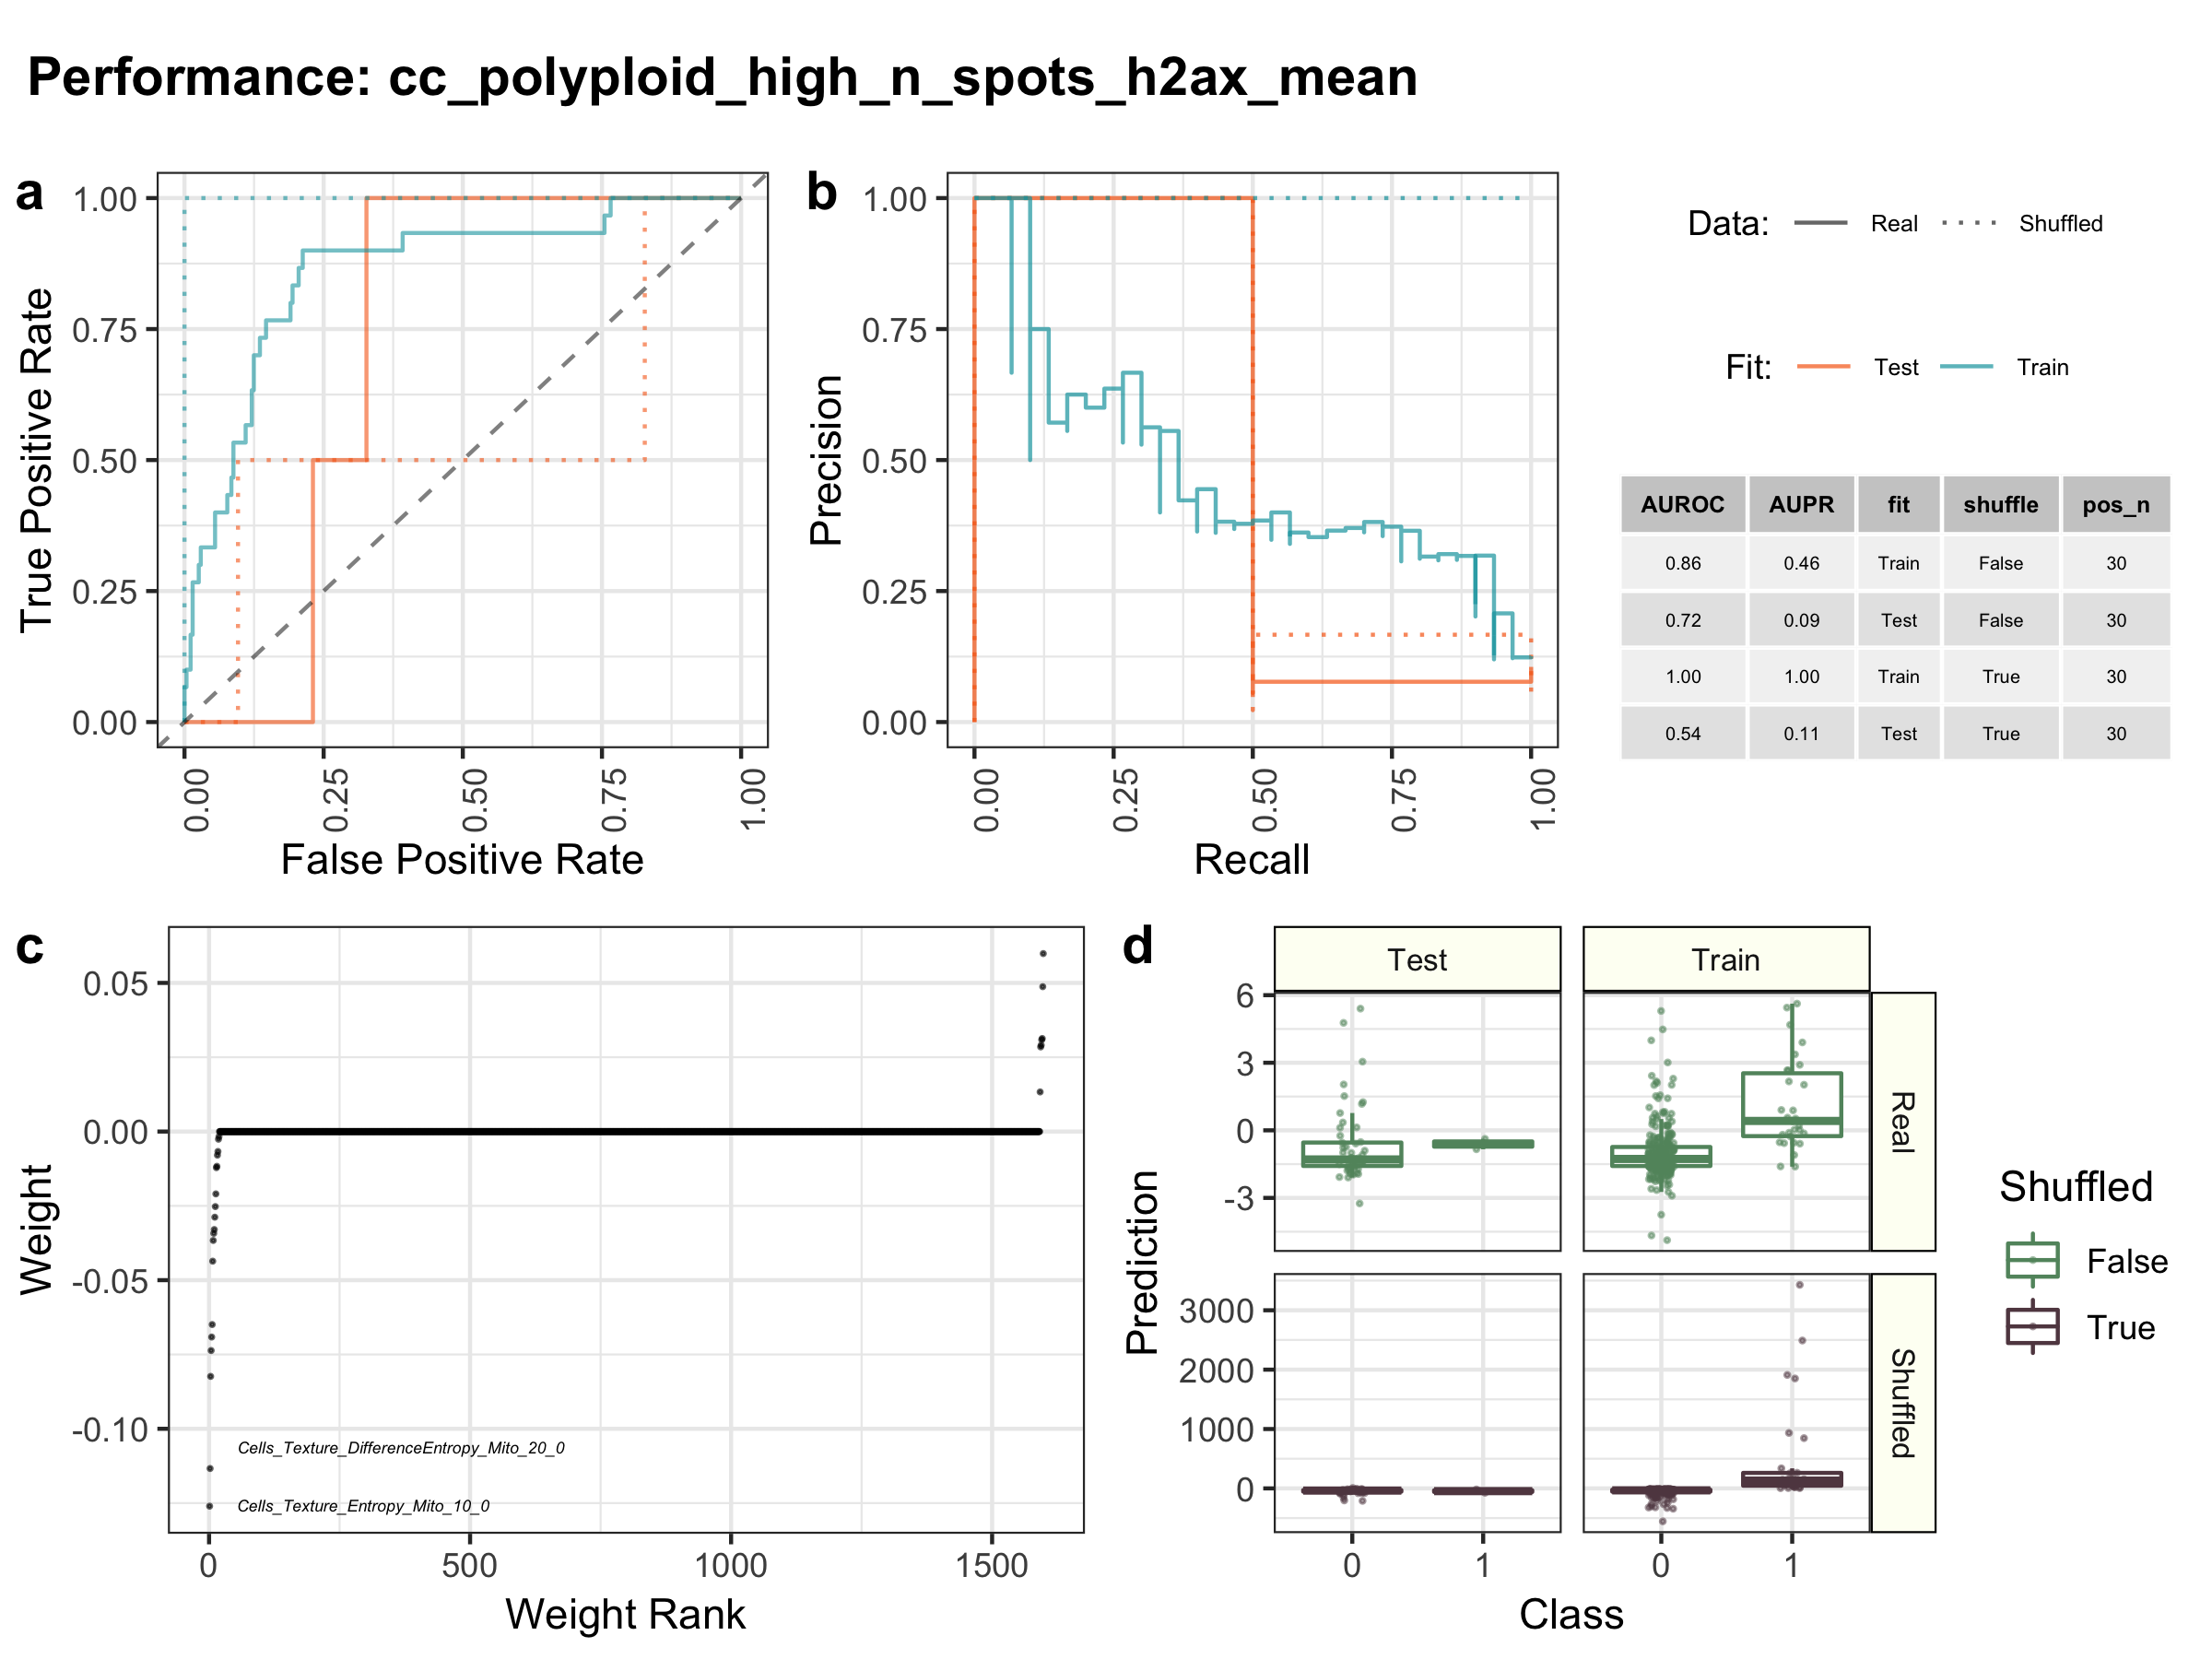 Performance: cc_polyploid_high_n_spots_h2ax_mean
a
1.00
0.75
0.50
0.25
0.00
True Positive Rate
0.00
0.25
0.50
0.75
1.00
False Positive Rate
b
1.00
0.75
0.50
0.25
0.00
Precision
0.00
0.25
0.50
0.75
1.00
Recall
Data: Real Shuffled
Fit: Test Train
AUROC AUPR fit shuffle pos_n
0.86 0.46 Train False 30
0.72 0.09 Test False 30
1.00 1.00 Train True 30
0.54 0.11 Test True 30
c
0.05
0.00
-0.05
-0.10
Weight
Cells_Texture_DifferenceEntropy_Mito_20_0
Cells_Texture_Entropy_Mito_10_0
0 500 1000 1500
Weight Rank
d
Test Train
6
3
0
-3
Real
3000
2000
1000
0
Shuffled
Prediction
0 1 0 1
Class
Shuffled
False
True